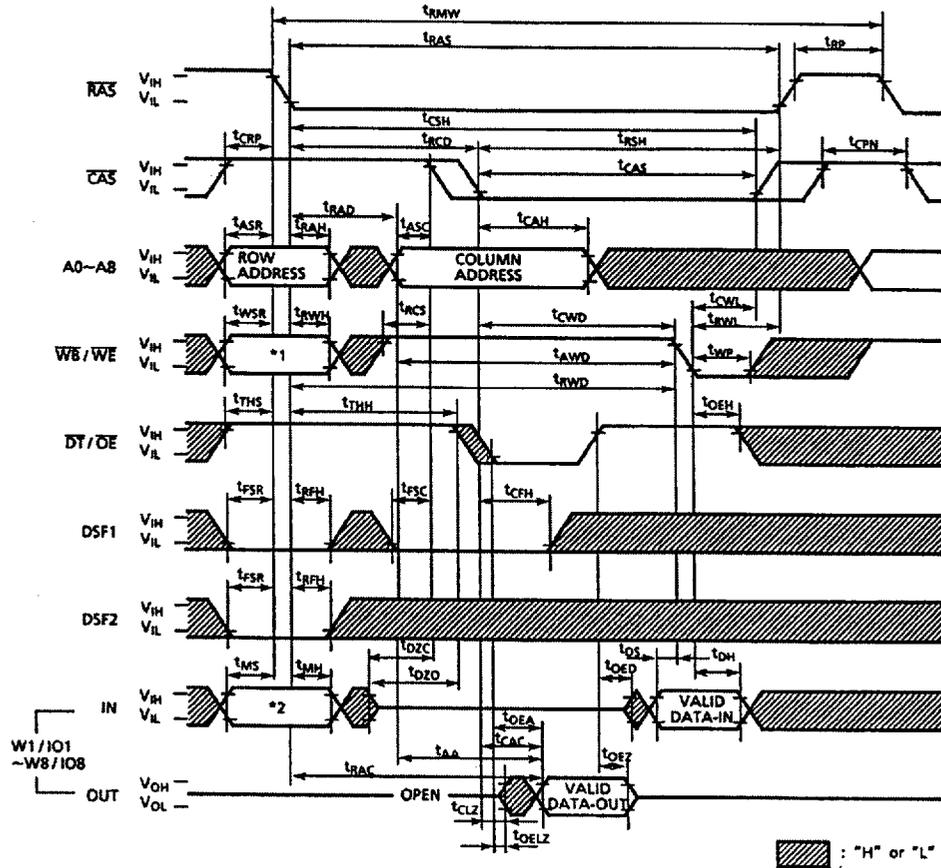 tRMW
tRAS tRP
RAS VIH
VIL
tCSH
tCRP tRCD tRSH
CAS VIH tCAS tCPN
VIL
tRAD
tASR tRAH tASC tCAH
A0~A8 VIH ROW ADDRESS COLUMN ADDRESS
VIL
tCWL
tWSR tRWH tRCS tCWD tRWL
WB/WE VIH *1 tAWD tWP
VIL
tRWD
tTHS tTHH tOEH
DT/OE VIH
VIL
tFSR tRFH tFSC tCFH
DSF1 VIH
VIL
tFSR tRFH
DSF2 VIH
VIL
tDZC tDS tDH
tMS tMH tDZO tOED
IN VIH *2 VALID DATA-IN
VIL
tOEA
tCAC
W1/IO1 ~W8/IO8 tAA tOEZ
tRAC
OUT VOH OPEN VALID DATA-OUT
VOL
tCLZ
tOELZ
: "H" or "L"